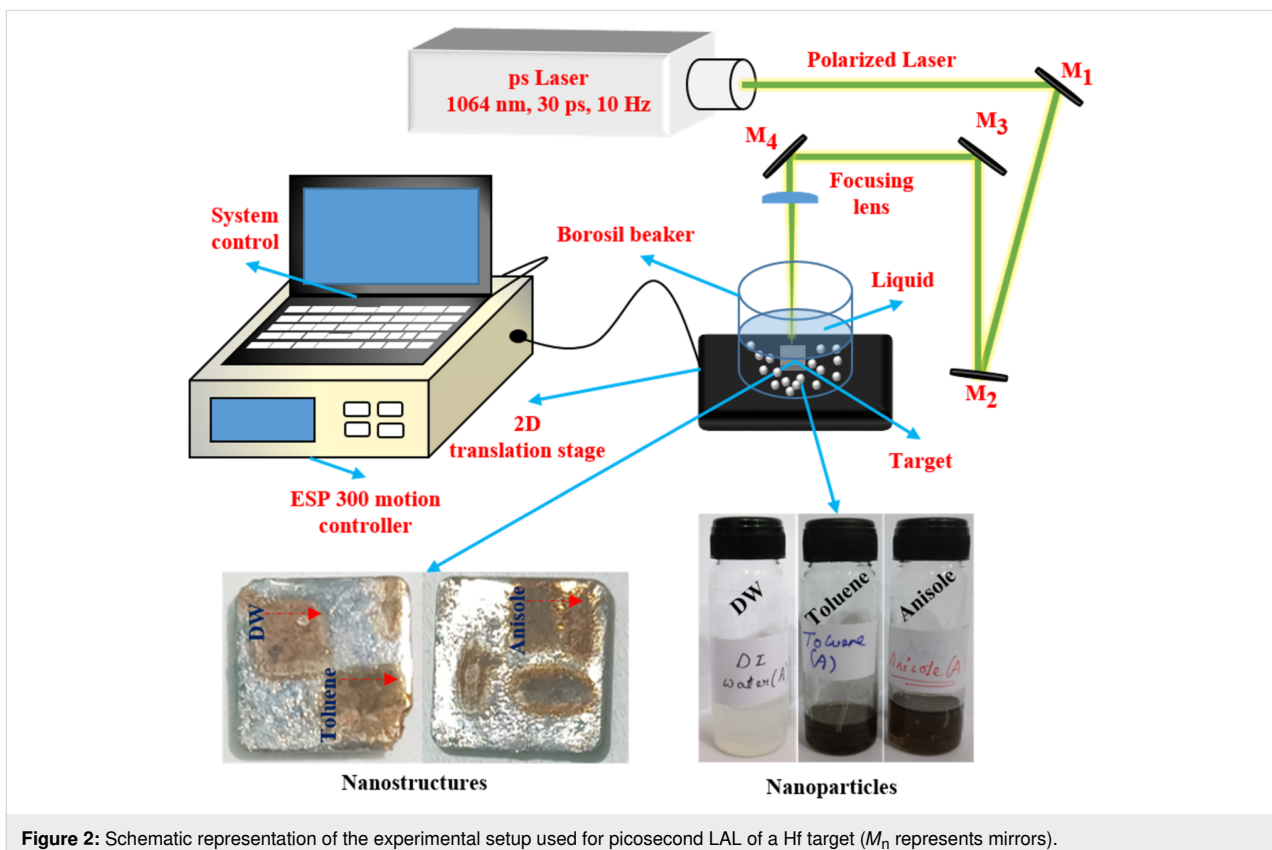 ps Laser
1064 nm, 30 ps, 10 Hz
Polarized Laser
M1
M3
M4
Focusing
lens
System
control
Borosil beaker
Liquid
M2
2D
translation stage
Target
ESP 300 motion
controller
DW
Toluene
Anisole
DW
Toluene
Anisole
DI
water(A)
Toluene
(A)
Anisole (A)
Nanostructures
Nanoparticles
Figure 2: Schematic representation of the experimental setup used for picosecond LAL of a Hf target (Mn represents mirrors).